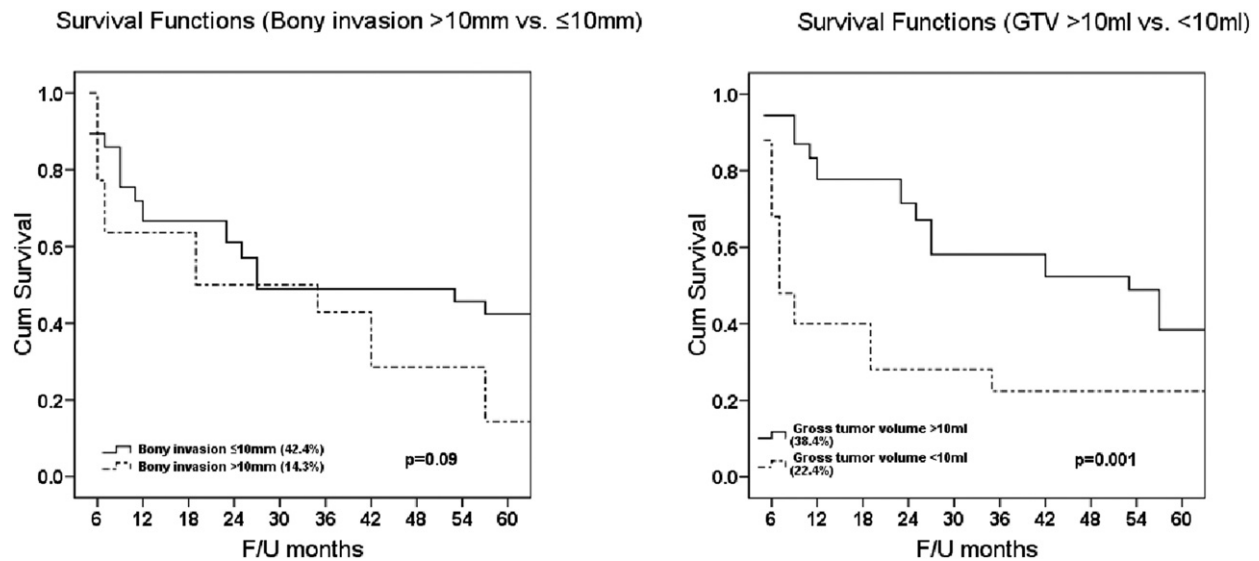 Survival Functions (Bony invasion >10mm vs. ≤10mm)
1.0
0.8
0.6
0.4
0.2
0.0
Cum Survival
Bony invasion ≤10mm (42.4%)
Bony invasion >10mm (14.3%)
p=0.09
6 12 18 24 30 36 42 48 54 60
F/U months
Survival Functions (GTV >10ml vs. <10ml)
1.0
0.8
0.6
0.4
0.2
0.0
Cum Survival
Gross tumor volume >10ml
(38.4%)
Gross tumor volume <10ml
(22.4%)
p=0.001
6 12 18 24 30 36 42 48 54 60
F/U months